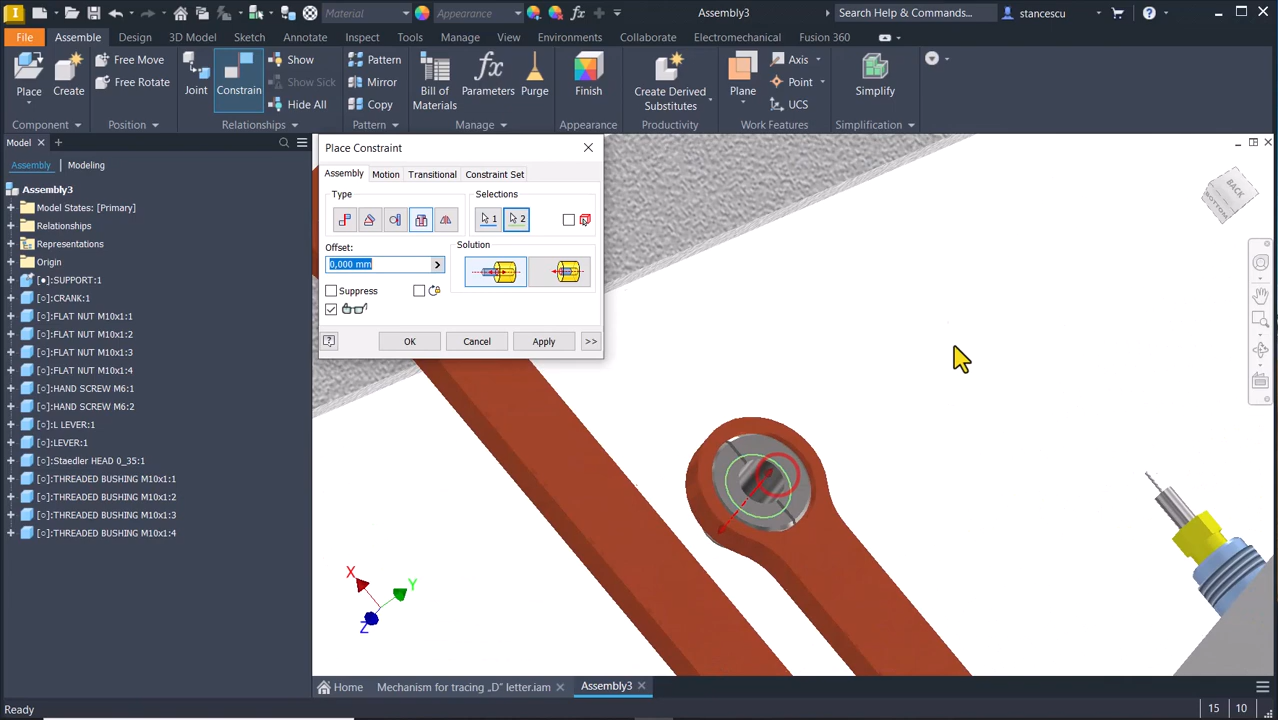 Material
Appearance
Assembly3
Search Help & Commands...
stancescu
File
Assemble
Design
3D Model
Sketch
Annotate
Inspect
Tools
Manage
View
Environments
Collaborate
Electromechanical
Fusion 360
Place
Create
Free Move
Free Rotate
Component
Position
Joint
Constrain
Show
Show Sick
Hide All
Relationships
Pattern
Mirror
Copy
Pattern
Bill of
Materials
Parameters
Purge
Manage
Finish
Appearance
Create Derived
Substitutes
Productivity
Plane
Axis
Point
UCS
Work Features
Simplify
Simplification
Model
Assembly
Modeling
Assembly3
Model States: [Primary]
Relationships
Representations
Origin
[●]:SUPPORT:1
[○]:CRANK:1
[○]:FLAT NUT M10x1:1
[○]:FLAT NUT M10x1:2
[○]:FLAT NUT M10x1:3
[○]:FLAT NUT M10x1:4
[○]:HAND SCREW M6:1
[○]:HAND SCREW M6:2
[○]:L LEVER:1
[○]:LEVER:1
[○]:Staedler HEAD 0_35:1
[○]:THREADED BUSHING M10x1:1
[○]:THREADED BUSHING M10x1:2
[○]:THREADED BUSHING M10x1:3
[○]:THREADED BUSHING M10x1:4
Place Constraint
Assembly
Motion
Transitional
Constraint Set
Type
Selections
1
2
Offset:
0,000 mm
Solution
Suppress
OK
Cancel
Apply
>>
BACK
BOTTOM
X
Y
Z
Home
Mechanism for tracing „D” letter.iam
Assembly3
Ready
15
10